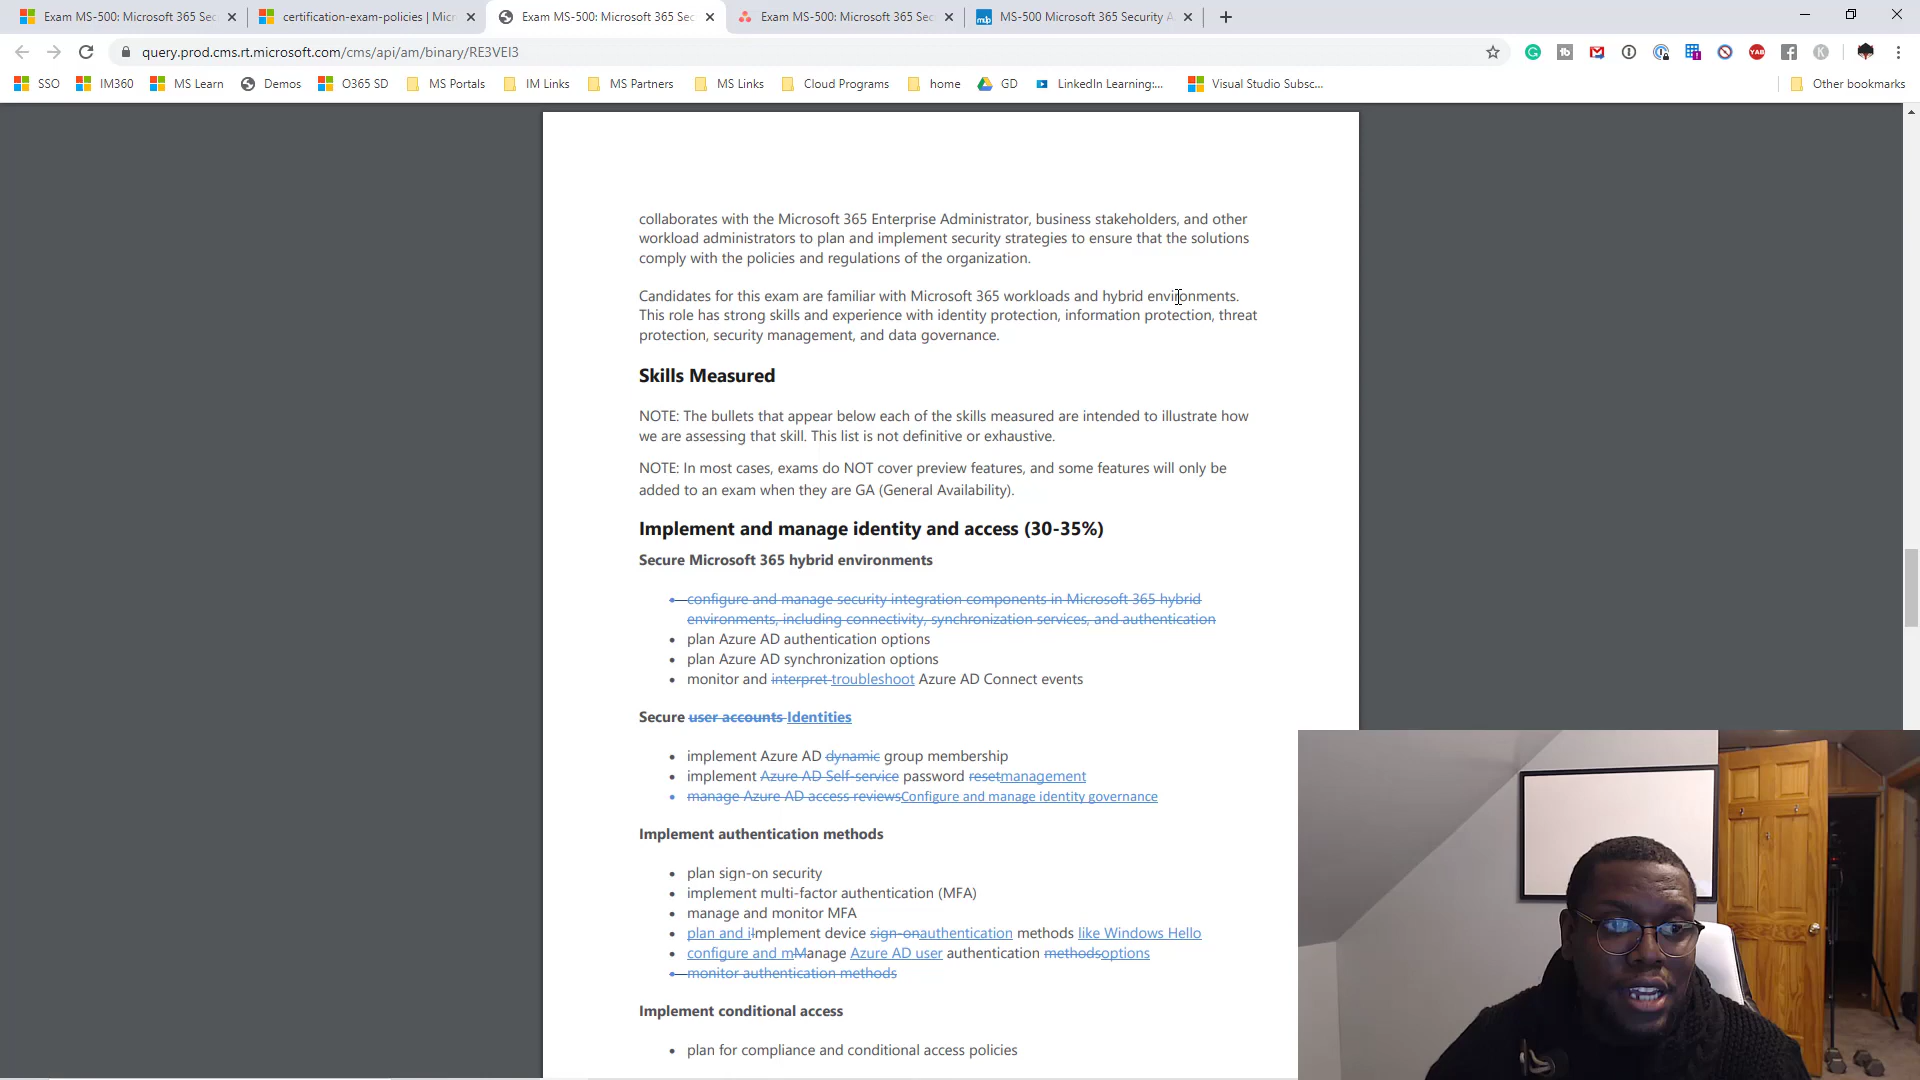 Exam MS-500: Microsoft 365 Sec
certification-exam-policies | Micr
Exam MS-500: Microsoft 365 Sec
Exam MS-500: Microsoft 365 Sec
MS-500 Microsoft 365 Security A
query.prod.cms.rt.microsoft.com/cms/api/am/binary/RE3VEI3
SSO IM360 MS Learn Demos O365 SD MS Portals IM Links MS Partners MS Links Cloud Programs home GD LinkedIn Learning:... Visual Studio Subsc... Other bookmarks
collaborates with the Microsoft 365 Enterprise Administrator, business stakeholders, and other
workload administrators to plan and implement security strategies to ensure that the solutions
comply with the policies and regulations of the organization.
Candidates for this exam are familiar with Microsoft 365 workloads and hybrid environments.
This role has strong skills and experience with identity protection, information protection, threat
protection, security management, and data governance.
Skills Measured
NOTE: The bullets that appear below each of the skills measured are intended to illustrate how
we are assessing that skill. This list is not definitive or exhaustive.
NOTE: In most cases, exams do NOT cover preview features, and some features will only be
added to an exam when they are GA (General Availability).
Implement and manage identity and access (30-35%)
Secure Microsoft 365 hybrid environments
• configure and manage security integration components in Microsoft 365 hybrid
environments, including connectivity, synchronization services, and authentication
• plan Azure AD authentication options
• plan Azure AD synchronization options
• monitor and interpret troubleshoot Azure AD Connect events
Secure user accounts Identities
• implement Azure AD dynamic group membership
• implement Azure AD Self-service password resetmanagement
• manage Azure AD access reviewsConfigure and manage identity governance
Implement authentication methods
• plan sign-on security
• implement multi-factor authentication (MFA)
• manage and monitor MFA
• plan and iImplement device sign-onauthentication methods like Windows Hello
• configure and mManage Azure AD user authentication methodsoptions
• monitor authentication methods
Implement conditional access
• plan for compliance and conditional access policies